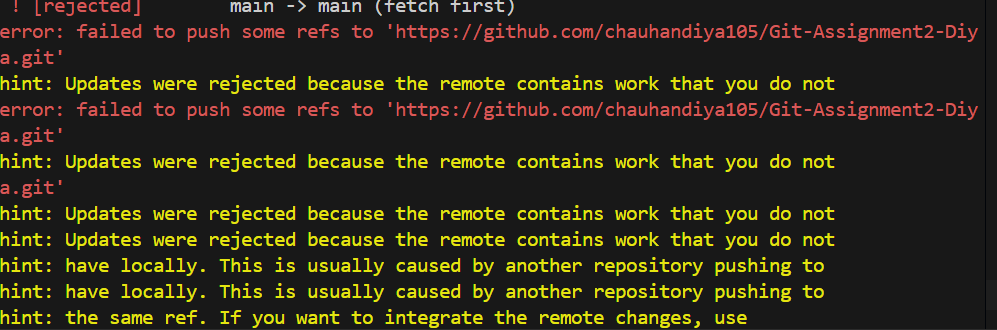 ! [rejected]        main -> main (fetch first)
error: failed to push some refs to 'https://github.com/chauhandiya105/Git-Assignment2-Diy
a.git'
hint: Updates were rejected because the remote contains work that you do not
error: failed to push some refs to 'https://github.com/chauhandiya105/Git-Assignment2-Diy
a.git'
hint: Updates were rejected because the remote contains work that you do not
a.git'
hint: Updates were rejected because the remote contains work that you do not
hint: Updates were rejected because the remote contains work that you do not
hint: have locally. This is usually caused by another repository pushing to
hint: have locally. This is usually caused by another repository pushing to
hint: the same ref. If you want to integrate the remote changes, use